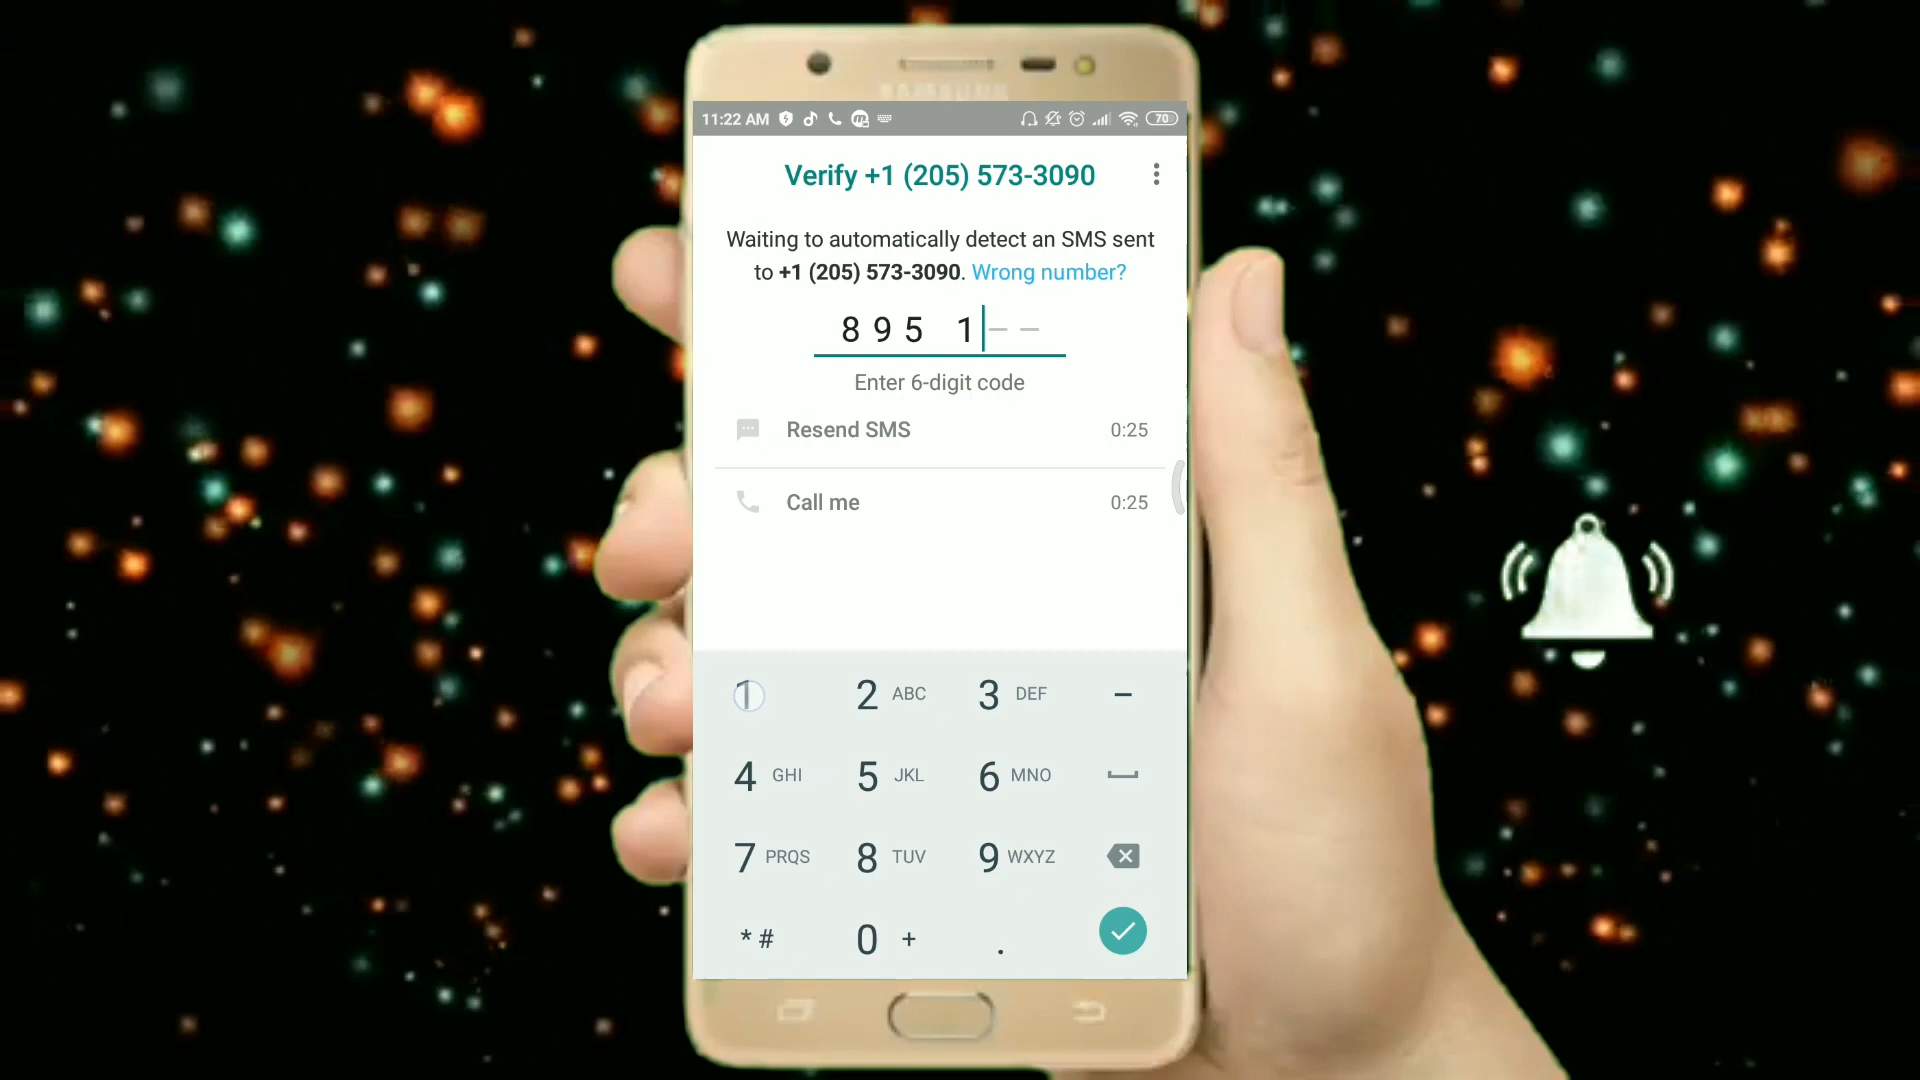 SAMSUNG
11:22 AM 70
Verify +1 (205) 573-3090
Waiting to automatically detect an SMS sent
to +1 (205) 573-3090. Wrong number?
8 9 5 1 – –
Enter 6-digit code
Resend SMS 0:25
Call me 0:25
1 2 ABC 3 DEF –
4 GHI 5 JKL 6 MNO
7 PRQS 8 TUV 9 WXYZ
* # 0 + .